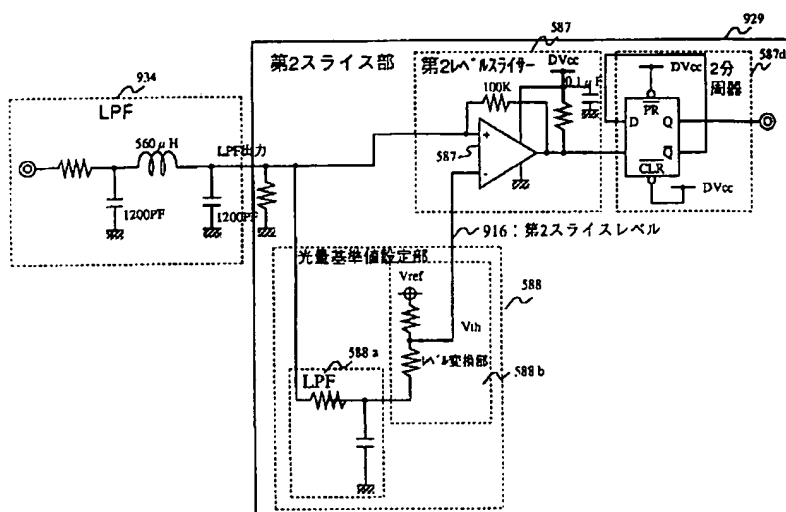 929
587
第2スライス部
第2レベルスライサー
DVcc
0.1μF
100K
587
2分
周器
587d
DVcc
PR
D
Q
Q
CLR
DVcc
934
LPF
560μH
LPF出力
1200PF
1200PF
916：第2スライスレベル
光量基準値設定部
588
Vref
Vth
レベル変換部
588b
588a
LPF